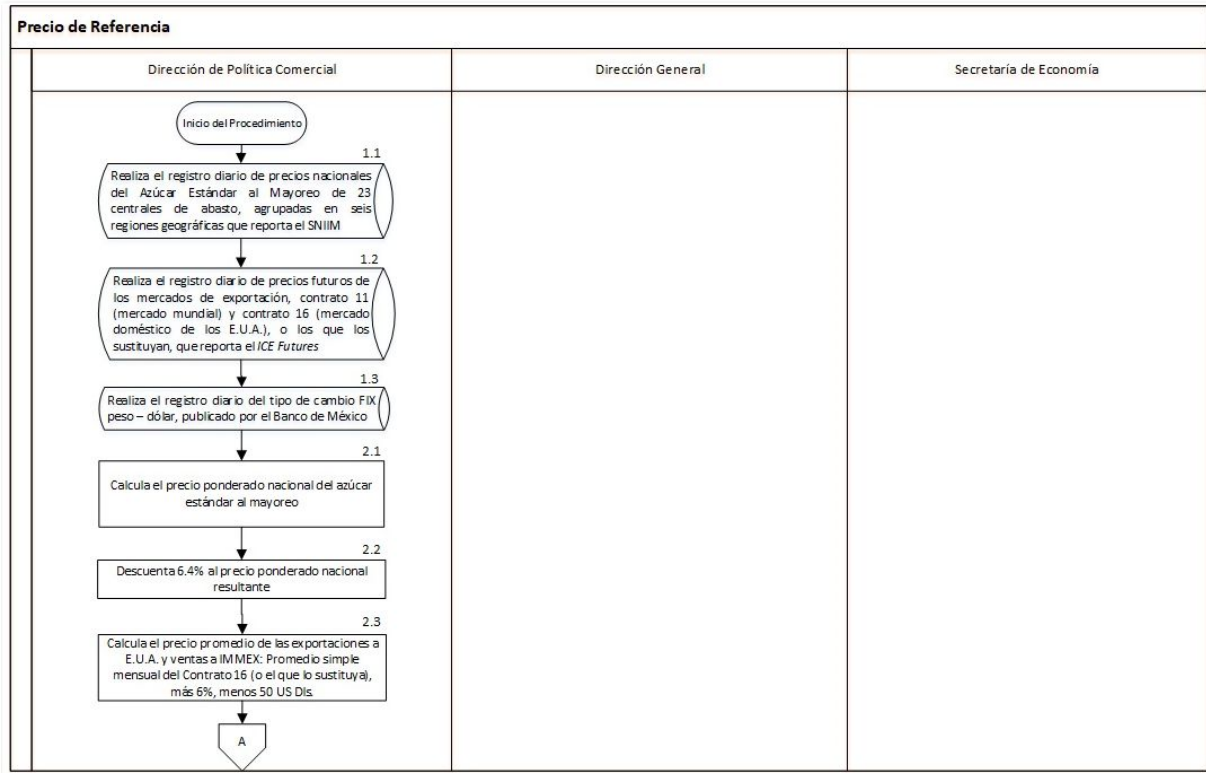 Precio de Referencia
Dirección de Política Comercial
Dirección General
Secretaría de Economía
Inicio del Procedimiento
1.1
Realiza el registro diario de precios nacionales
del Azúcar Estándar al Mayoreo de 23
centrales de abasto, agrupadas en seis
regiones geográficas que reporta el SNIIM
1.2
Realiza el registro diario de precios futuros de
los mercados de exportación, contrato 11
(mercado mundial) y contrato 16 (mercado
doméstico de los E.U.A.), o los que los
sustituyan, que reporta el ICE Futures
1.3
Realiza el registro diario del tipo de cambio FIX
peso – dólar, publicado por el Banco de México
2.1
Calcula el precio ponderado nacional del azúcar
estándar al mayoreo
2.2
Descuenta 6.4% al precio ponderado nacional
resultante
2.3
Calcula el precio promedio de las exportaciones a
E.U.A. y ventas a IMMEX: Promedio simple
mensual del Contrato 16 (o el que lo sustituya),
más 6%, menos 50 US Dls.
A